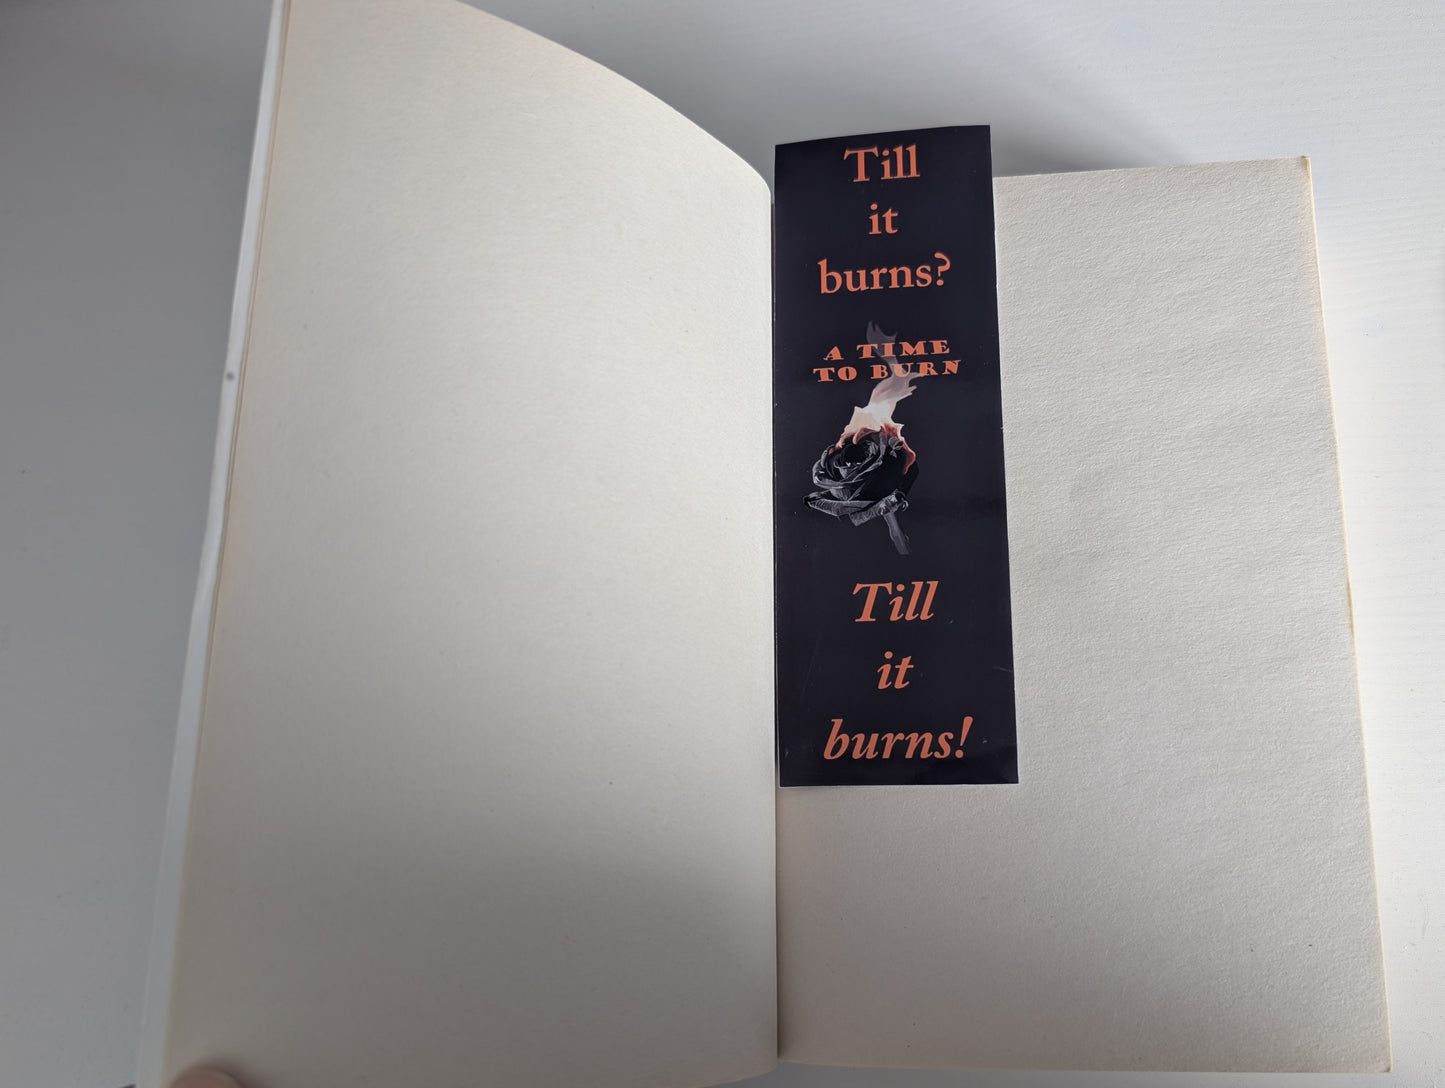 Till
it
burns?
A TIME
TO BURN
Till
it
burns!